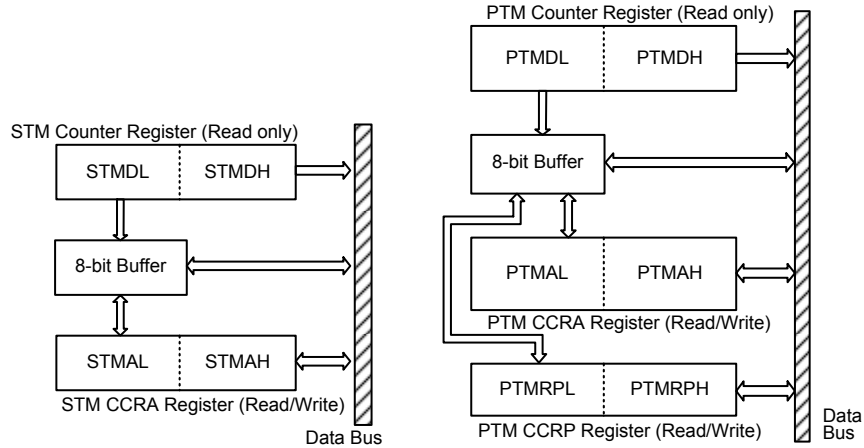 STM Counter Register (Read only)
STMDL
STMDH
8-bit Buffer
STMAL
STMAH
STM CCRA Register (Read/Write)
Data Bus
PTM Counter Register (Read only)
PTMDL
PTMDH
8-bit Buffer
PTMAL
PTMAH
PTM CCRA Register (Read/Write)
PTMRPL
PTMRPH
PTM CCRP Register (Read/Write)
Data
Bus